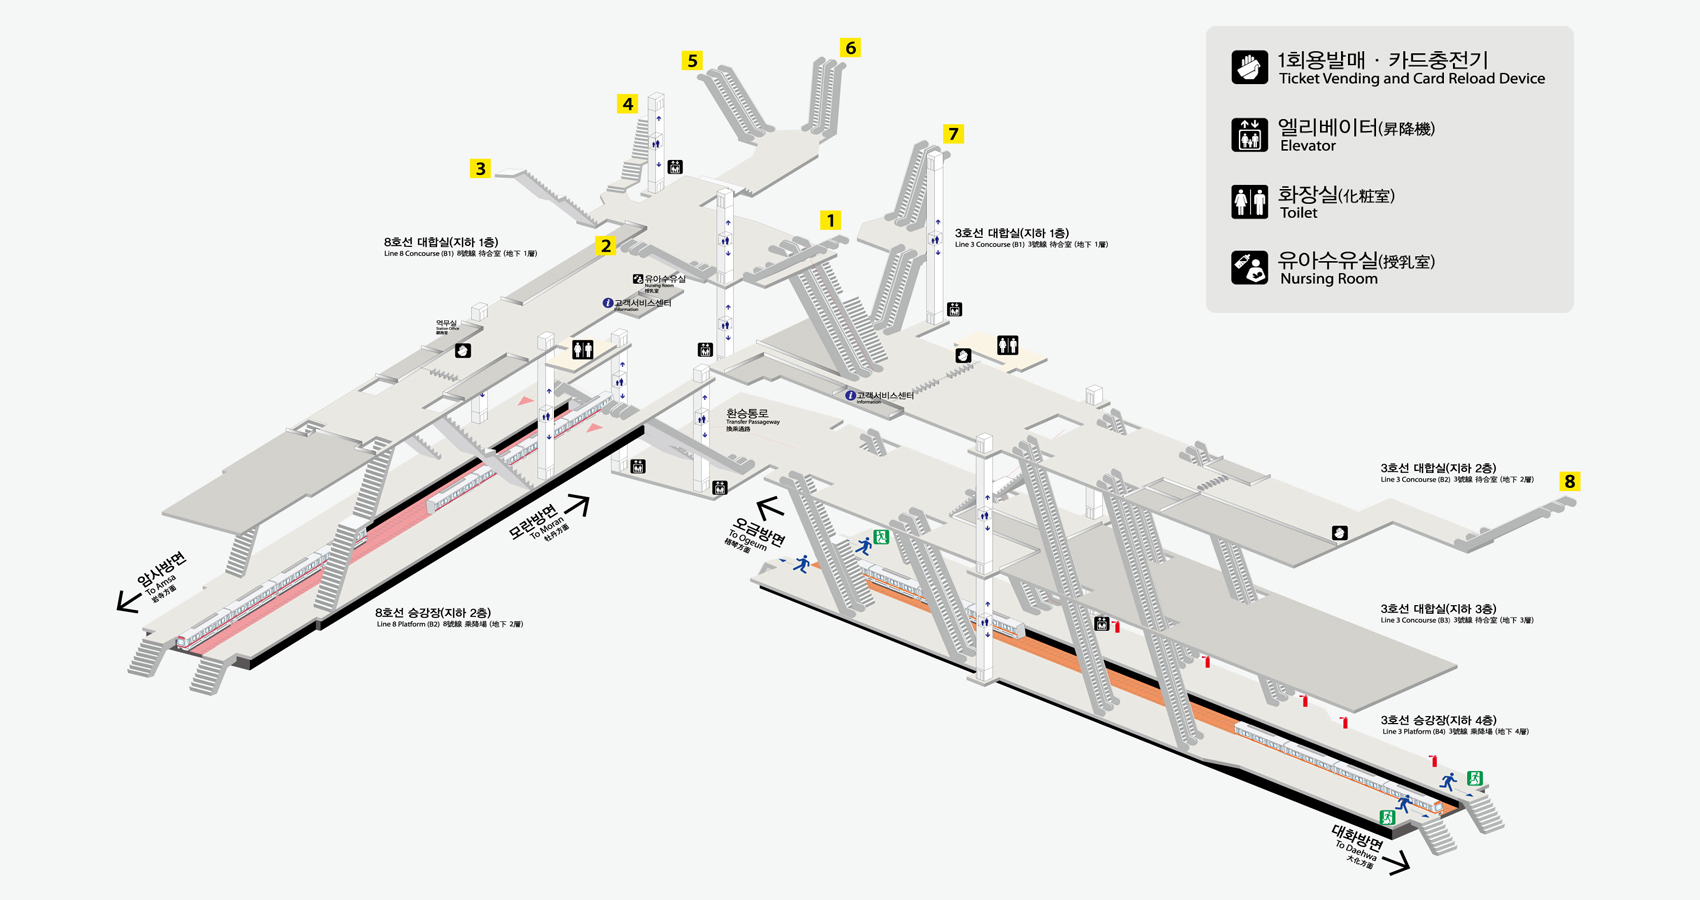 1회용발매 · 카드충전기
Ticket Vending and Card Reload Device
엘리베이터(昇降機)
Elevator
화장실(化粧室)
Toilet
유아수유실(授乳室)
Nursing Room
5
6
4
7
3
1
2
8호선 대합실(지하 1층)
Line 8 Concourse (B1) 8號線 待合室 (地下 1層)
3호선 대합실(지하 1층)
Line 3 Concourse (B1) 3號線 待合室 (地下 1層)
유아수유실
Nursing Room
授乳室
i 고객서비스센터
Information
역무실
Station Office
驛務室
i 고객서비스센터
Information
환승통로
Transfer Passageway
換乘通路
3호선 대합실(지하 2층)
Line 3 Concourse (B2) 3號線 待合室 (地下 2層)
8
모란방면
To Moran
牡丹方面
오금방면
To Ogeum
梧琴方面
암사방면
To Amsa
岩寺方面
8호선 승강장(지하 2층)
Line 8 Platform (B2) 8號線 乘降場 (地下 2層)
3호선 대합실(지하 3층)
Line 3 Concourse (B3) 3號線 待合室 (地下 3層)
3호선 승강장(지하 4층)
Line 3 Platform (B4) 3號線 乘降場 (地下 4層)
대화방면
To Daehwa
大化方面